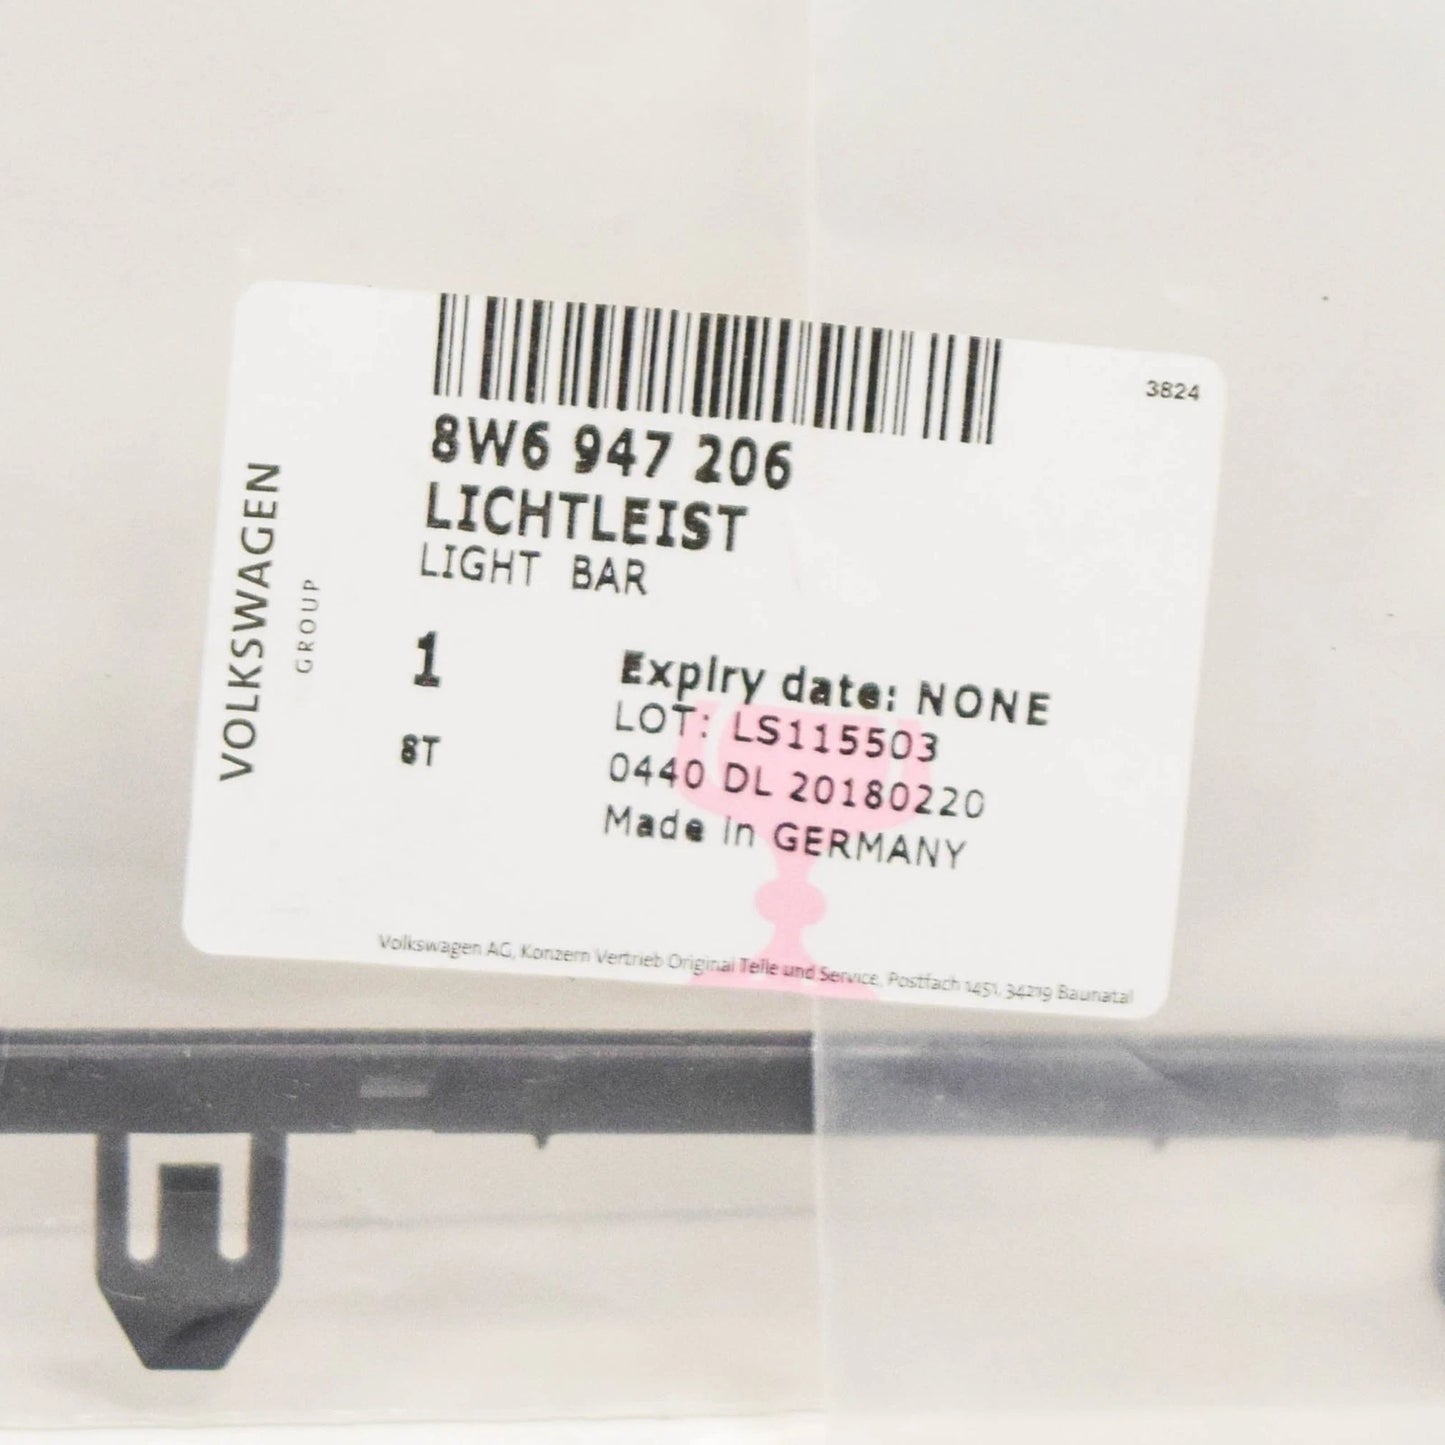 3824
8W6 947 206
LICHTLEIST
LIGHT BAR
VOLKSWAGEN
GROUP
1
8T
Expiry date: NONE
LOT: LS115503
0440 DL 20180220
Made in GERMANY
Volkswagen AG, Konzern Vertrieb Original Teile und Service, Postfach 1451, 34219 Baunatal